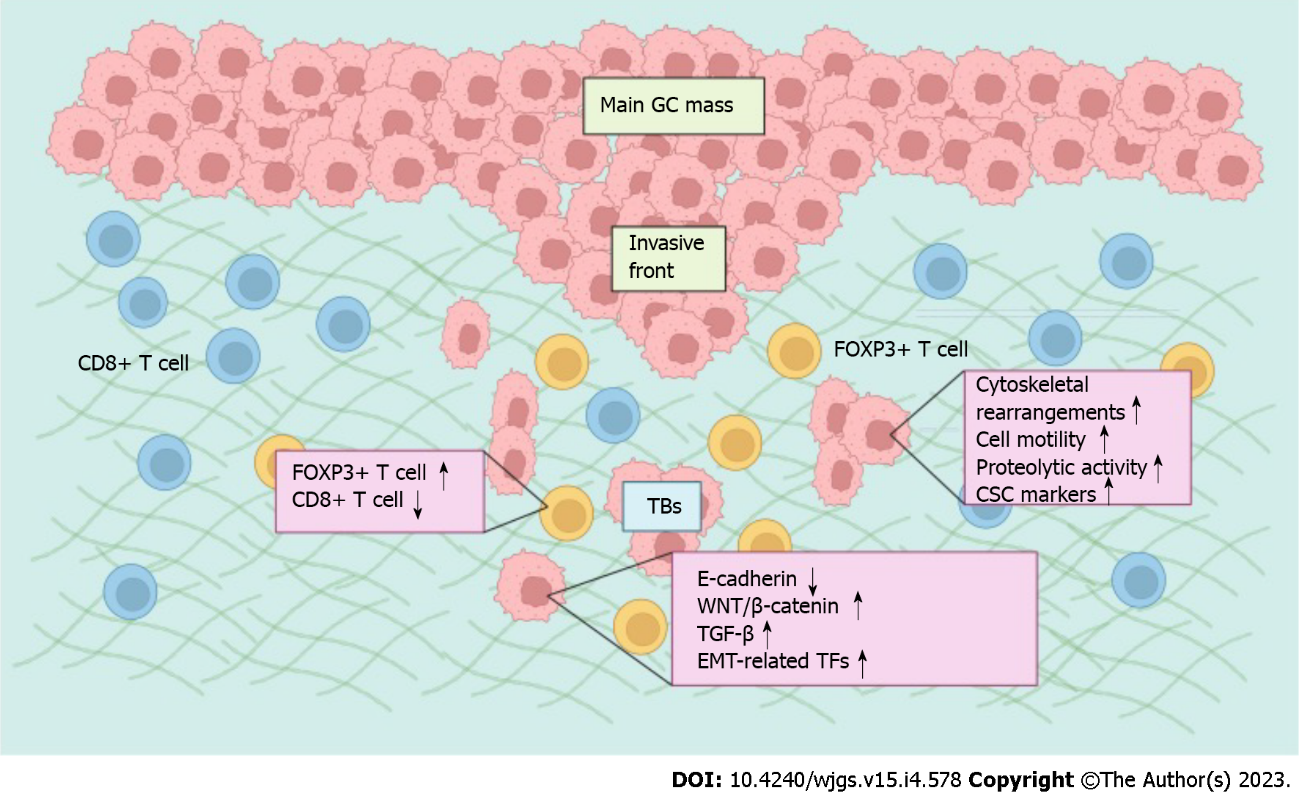 Main GC mass
Invasive
front
CD8+ T cell
FOXP3+ T cell
Cytoskeletal
rearrangements ↑
Cell motility ↑
Proteolytic activity ↑
CSC markers ↑
FOXP3+ T cell ↑
CD8+ T cell ↓
TBs
E-cadherin ↓
WNT/β-catenin ↑
TGF-β ↑
EMT-related TFs ↑
DOI: 10.4240/wjgs.v15.i4.578 Copyright ©The Author(s) 2023.